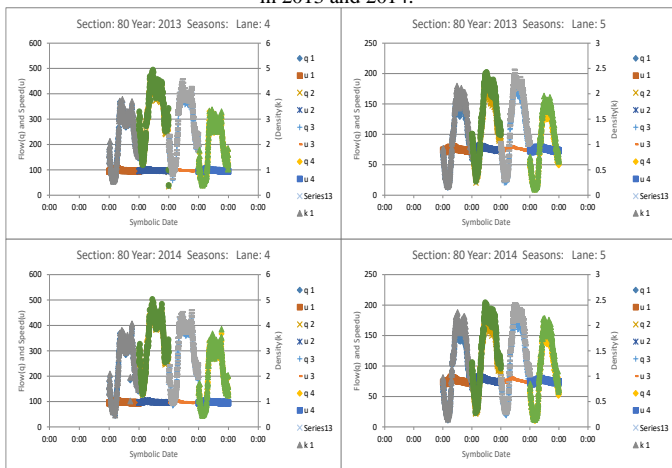 in 2013 and 2014.
Section: 80 Year: 2013 Seasons: Lane: 4
Flow(q) and Speed(u)
600
500
400
300
200
100
0
0:00 0:00 0:00 0:00 0:00 0:00 0:00 0:00
Symbolic Date
6
5
4
3
2
1
0
(Density(k)
q 1
u 1
q 2
u 2
q 3
u 3
q 4
u 4
Series13
k 1
Section: 80 Year: 2013 Seasons: Lane: 5
Flow(q) and Speed(u)
250
200
150
100
50
0
0:00 0:00 0:00 0:00 0:00 0:00 0:00 0:00
Symbolic Date
3
2.5
2
1.5
1
0.5
0
(Density(k)
q 1
u 1
q 2
u 2
q 3
u 3
q 4
u 4
Series13
k 1
Section: 80 Year: 2014 Seasons: Lane: 4
Flow(q) and Speed(u)
600
500
400
300
200
100
0
0:00 0:00 0:00 0:00 0:00 0:00 0:00 0:00
Symbolic Date
6
5
4
3
2
1
0
Density(k)
q 1
u 1
q 2
u 2
q 3
u 3
q 4
u 4
Series13
k 1
Section: 80 Year: 2014 Seasons: Lane: 5
Flow(q) and Speed(u)
250
200
150
100
50
0
0:00 0:00 0:00 0:00 0:00 0:00 0:00 0:00
Symbolic Date
3
2.5
2
1.5
1
0.5
0
Density(k)
q 1
u 1
q 2
u 2
q 3
u 3
q 4
u 4
Series13
k 1